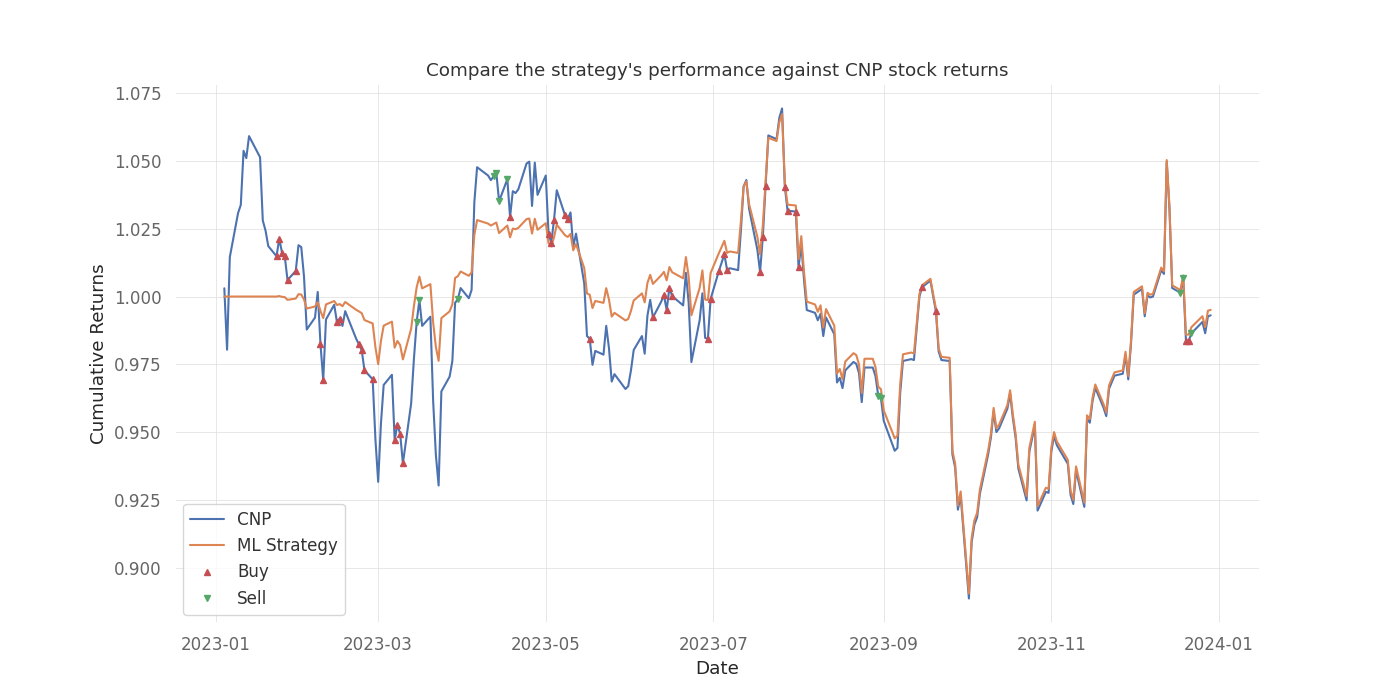 Compare the strategy's performance against CNP stock returns
1.075
1.050
1.025
1.000
0.975
0.950
0.925
0.900
Cumulative Returns
CNP
ML Strategy
Buy
Sell
2023-01
2023-03
2023-05
2023-07
2023-09
2023-11
2024-01
Date